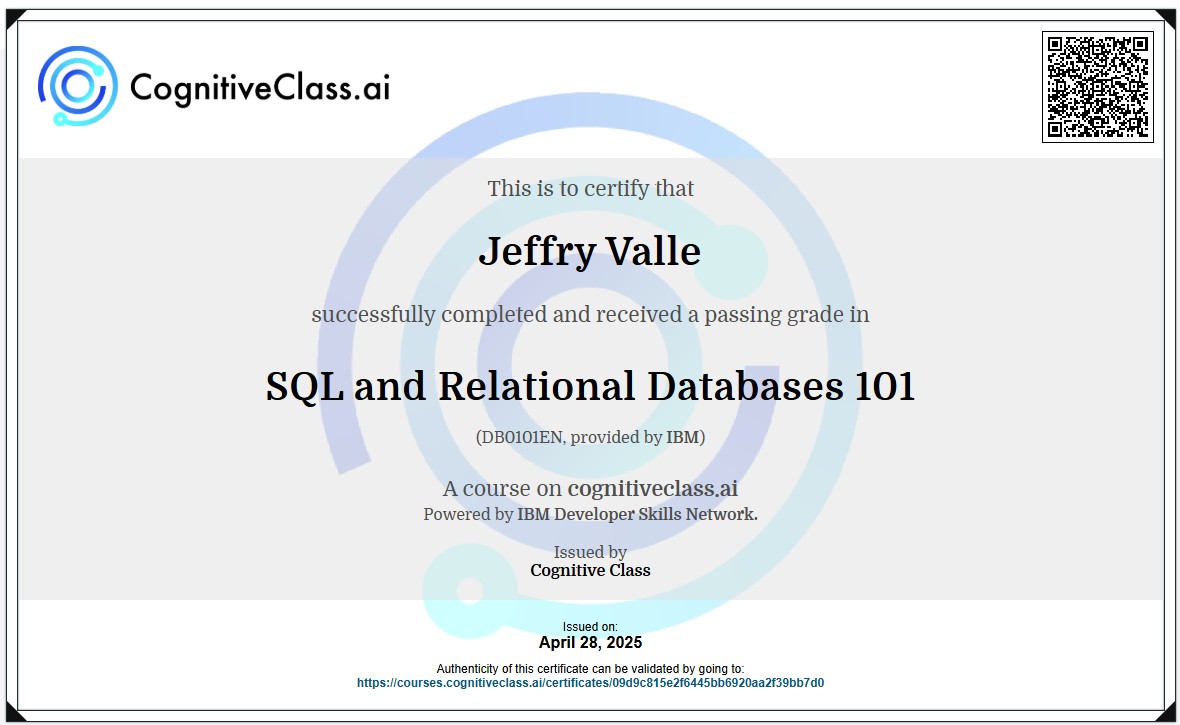 CognitiveClass.ai
This is to certify that
Jeffry Valle
successfully completed and received a passing grade in
SQL and Relational Databases 101
(DB0101EN, provided by IBM)
A course on cognitiveclass.ai
Powered by IBM Developer Skills Network.
Issued by
Cognitive Class
Issued on:
April 28, 2025
Authenticity of this certificate can be validated by going to:
https://courses.cognitiveclass.ai/certificates/09d9c815e2f6445bb6920aa2f39bb7d0